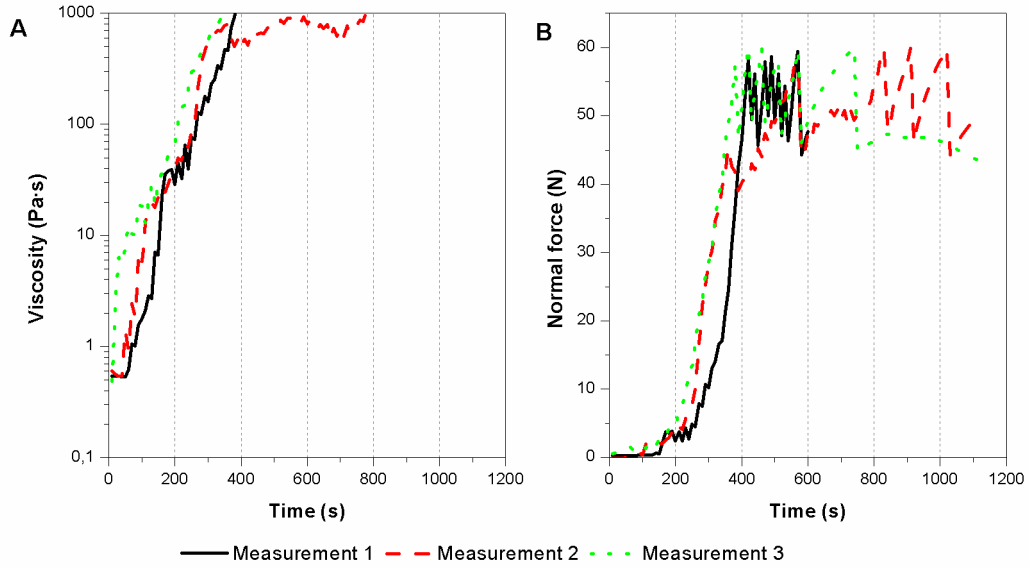 A
Viscosity (Pa·s)
1000
100
10
1
0,1
0 200 400 600 800 1000 1200
Time (s)
B
Normal force (N)
60
50
40
30
20
10
0
0 200 400 600 800 1000 1200
Time (s)
Measurement 1 Measurement 2 Measurement 3